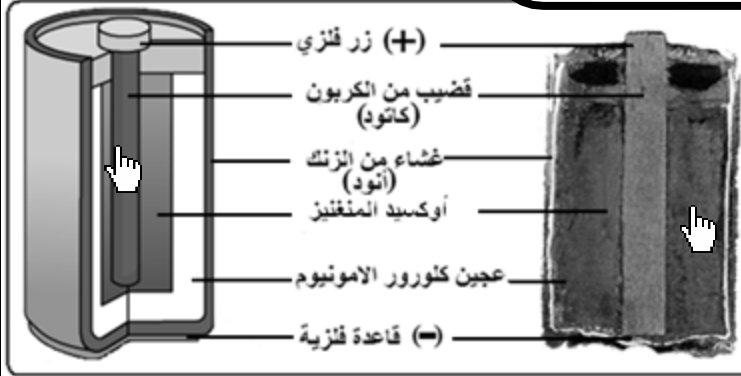 (+) زر فلزي
قضيب من الكربون
(كاتود)
غشاء من الزنك
(أنود)
أوكسيد المنغنيز
عجين كلورور الامونيوم
(-) قاعدة فلزية